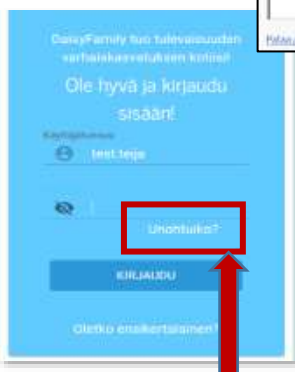 DaisyFamily tuo tulevaisuuden
varhaiskasvatuksen kotiisi!
Ole hyvä ja kirjaudu
sisään!
Käyttäjätunnus
test.teija
Unohtuiko?
KIRJAUDU
Oletko ensikertalainen?